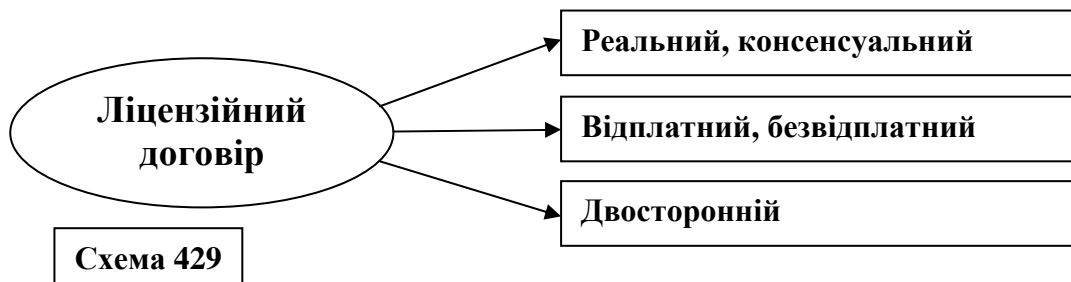 Ліцензійний
договір
Реальний, консенсуальний
Відплатний, безвідплатний
Двосторонній
Схема 429